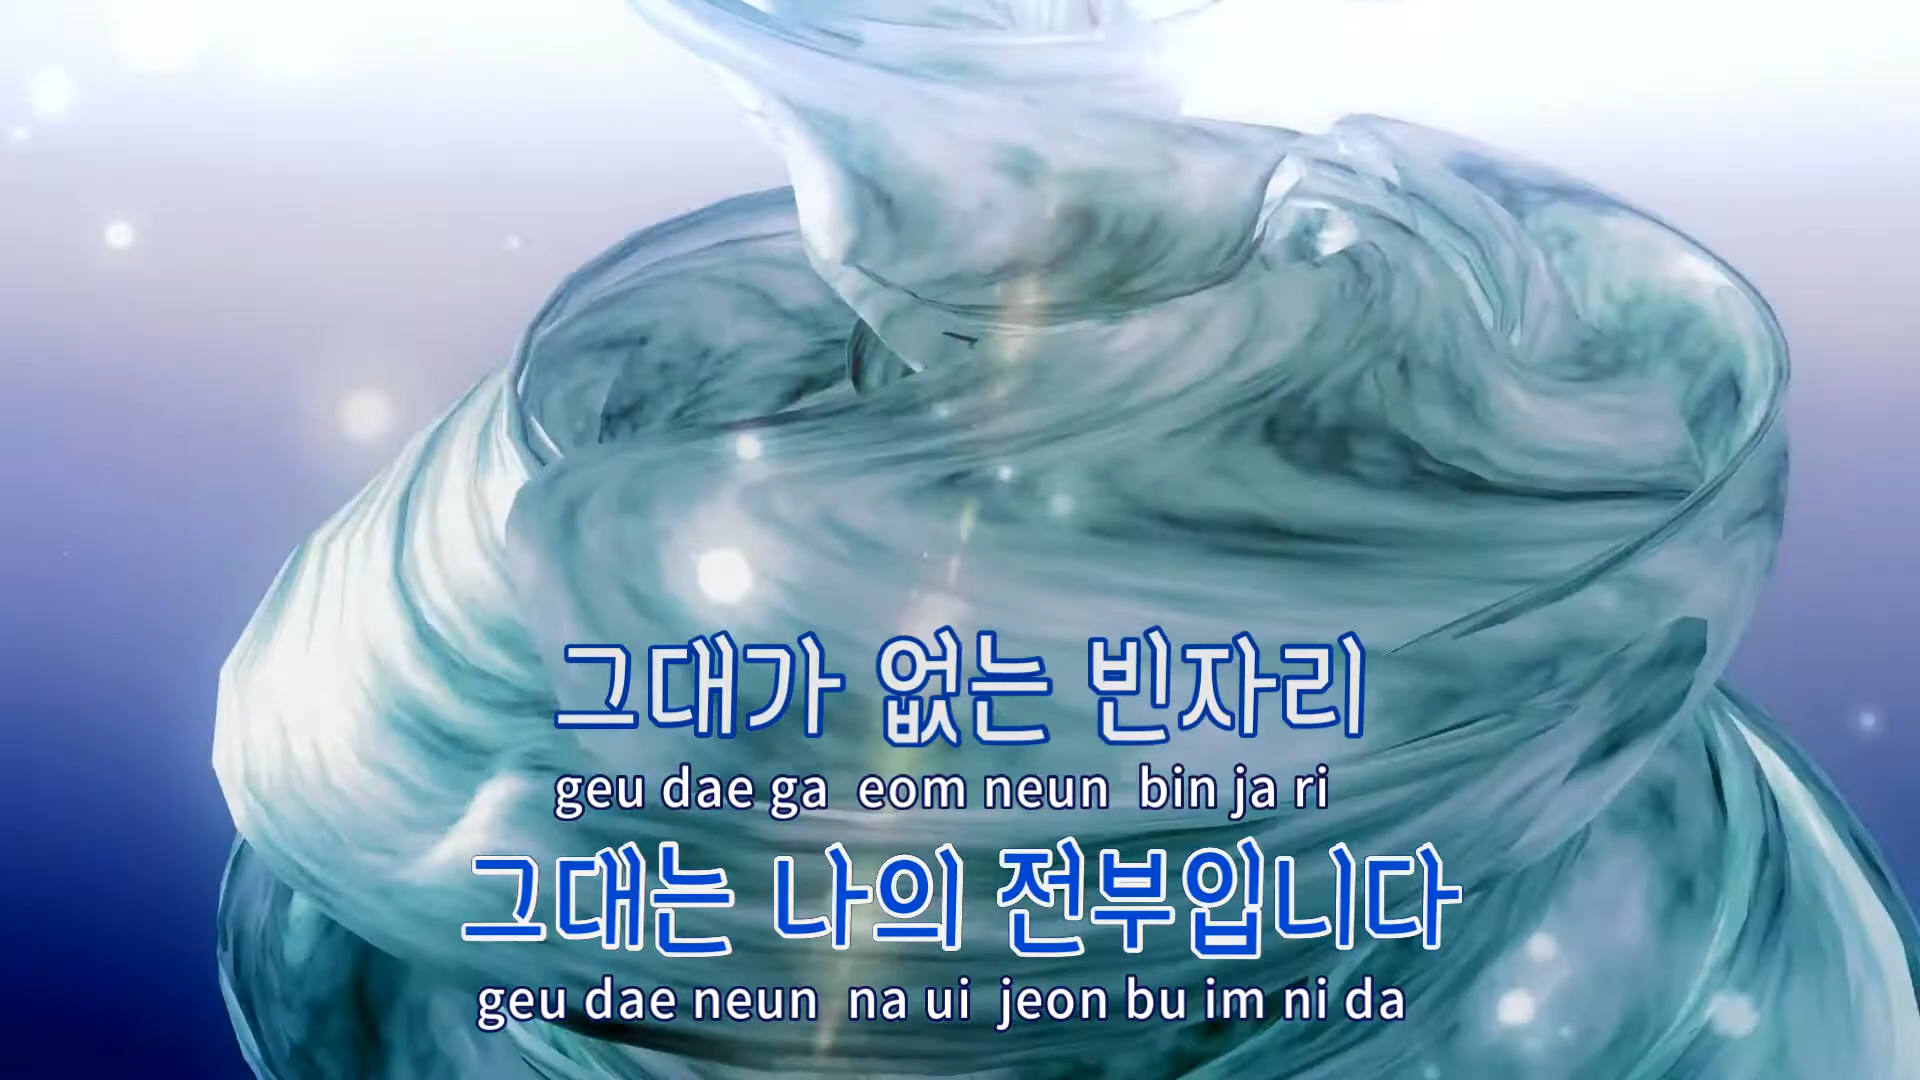 그대가 없는 빈자리
geu dae ga eom neun bin ja ri
그대는 나의 전부입니다
geu dae neun na ui jeon bu im ni da